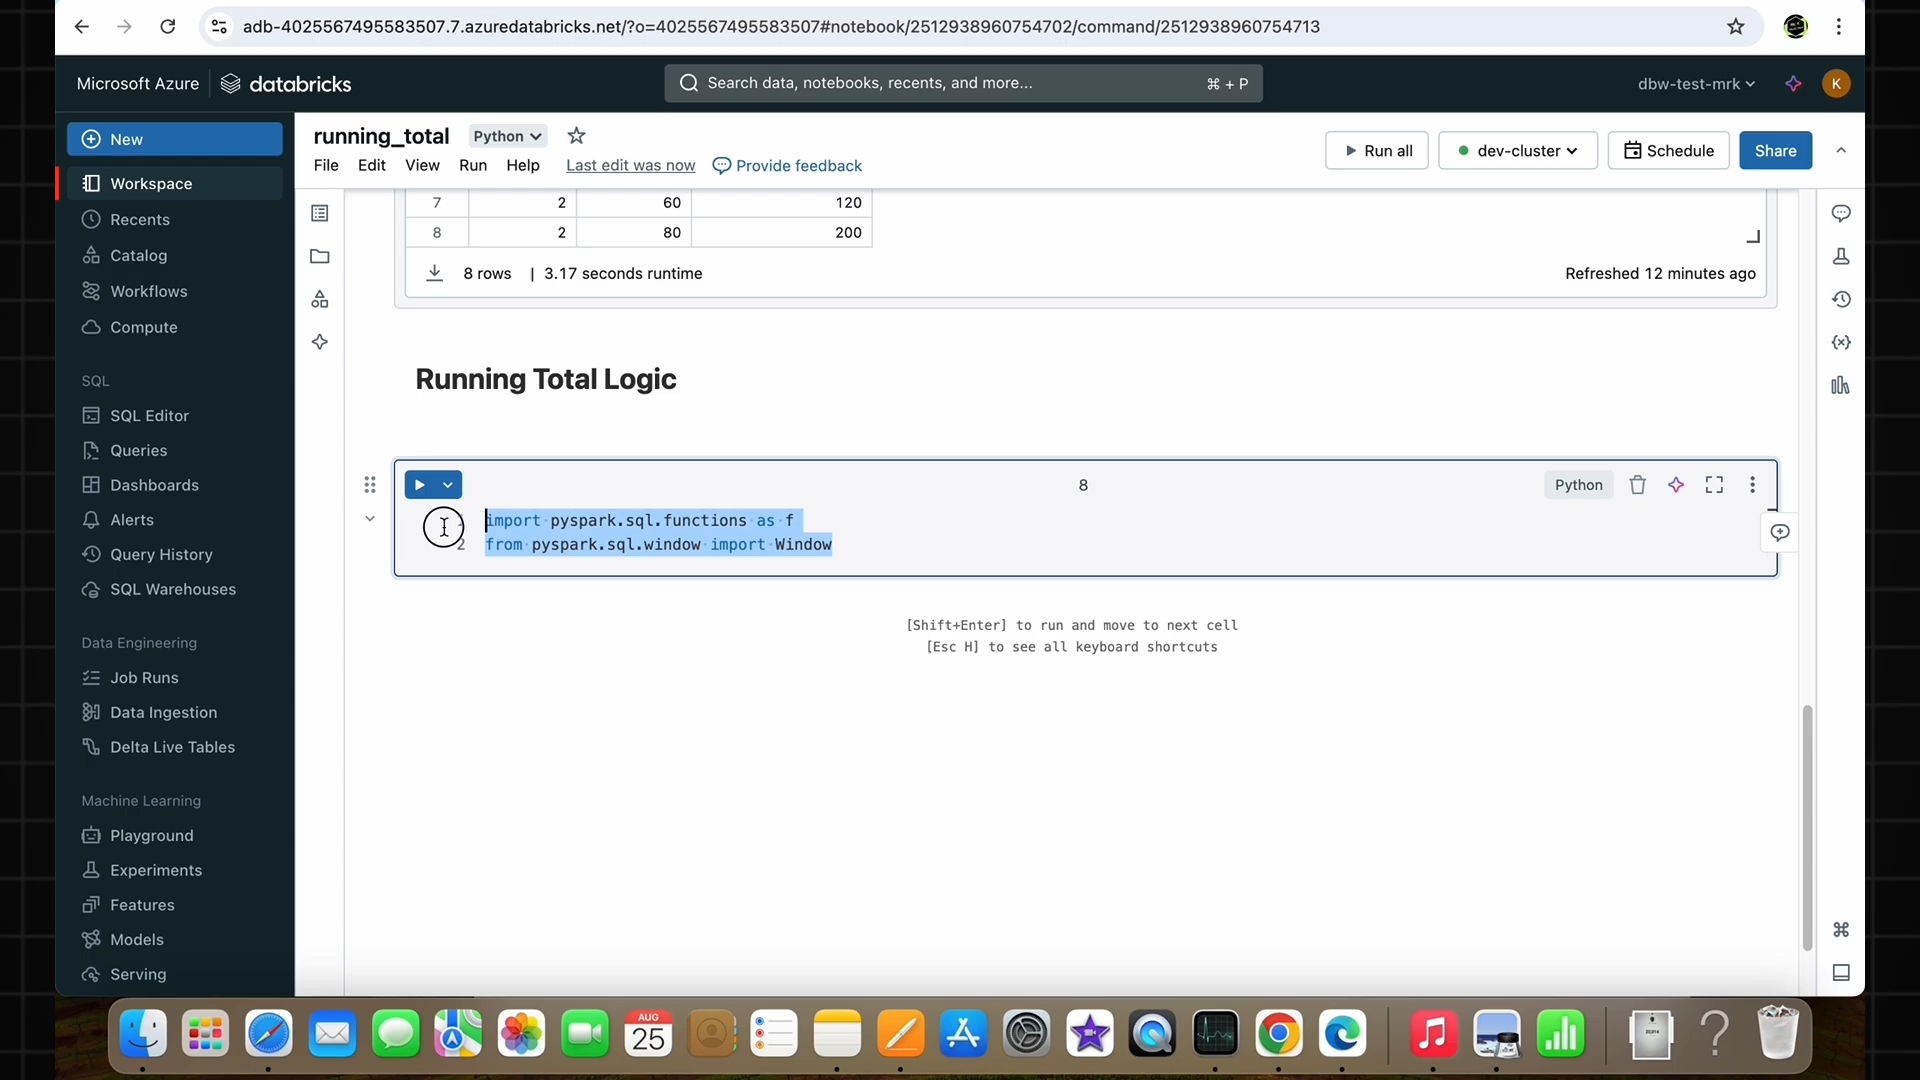 adb-4025567495583507.7.azuredatabricks.net/?o=4025567495583507#notebook/2512938960754702/command/2512938960754713
Microsoft Azure databricks
Search data, notebooks, recents, and more... ⌘ + P
dbw-test-mrk K
New
Workspace
Recents
Catalog
Workflows
Compute
SQL
SQL Editor
Queries
Dashboards
Alerts
Query History
SQL Warehouses
Data Engineering
Job Runs
Data Ingestion
Delta Live Tables
Machine Learning
Playground
Experiments
Features
Models
Serving
running_total Python
File Edit View Run Help Last edit was now Provide feedback
Run all dev-cluster Schedule Share
7 2 60 120
8 2 80 200
8 rows | 3.17 seconds runtime Refreshed 12 minutes ago
Running Total Logic
8 Python
1 import pyspark.sql.functions as f
2 from pyspark.sql.window import Window
[Shift+Enter] to run and move to next cell
[Esc H] to see all keyboard shortcuts
AUG
25